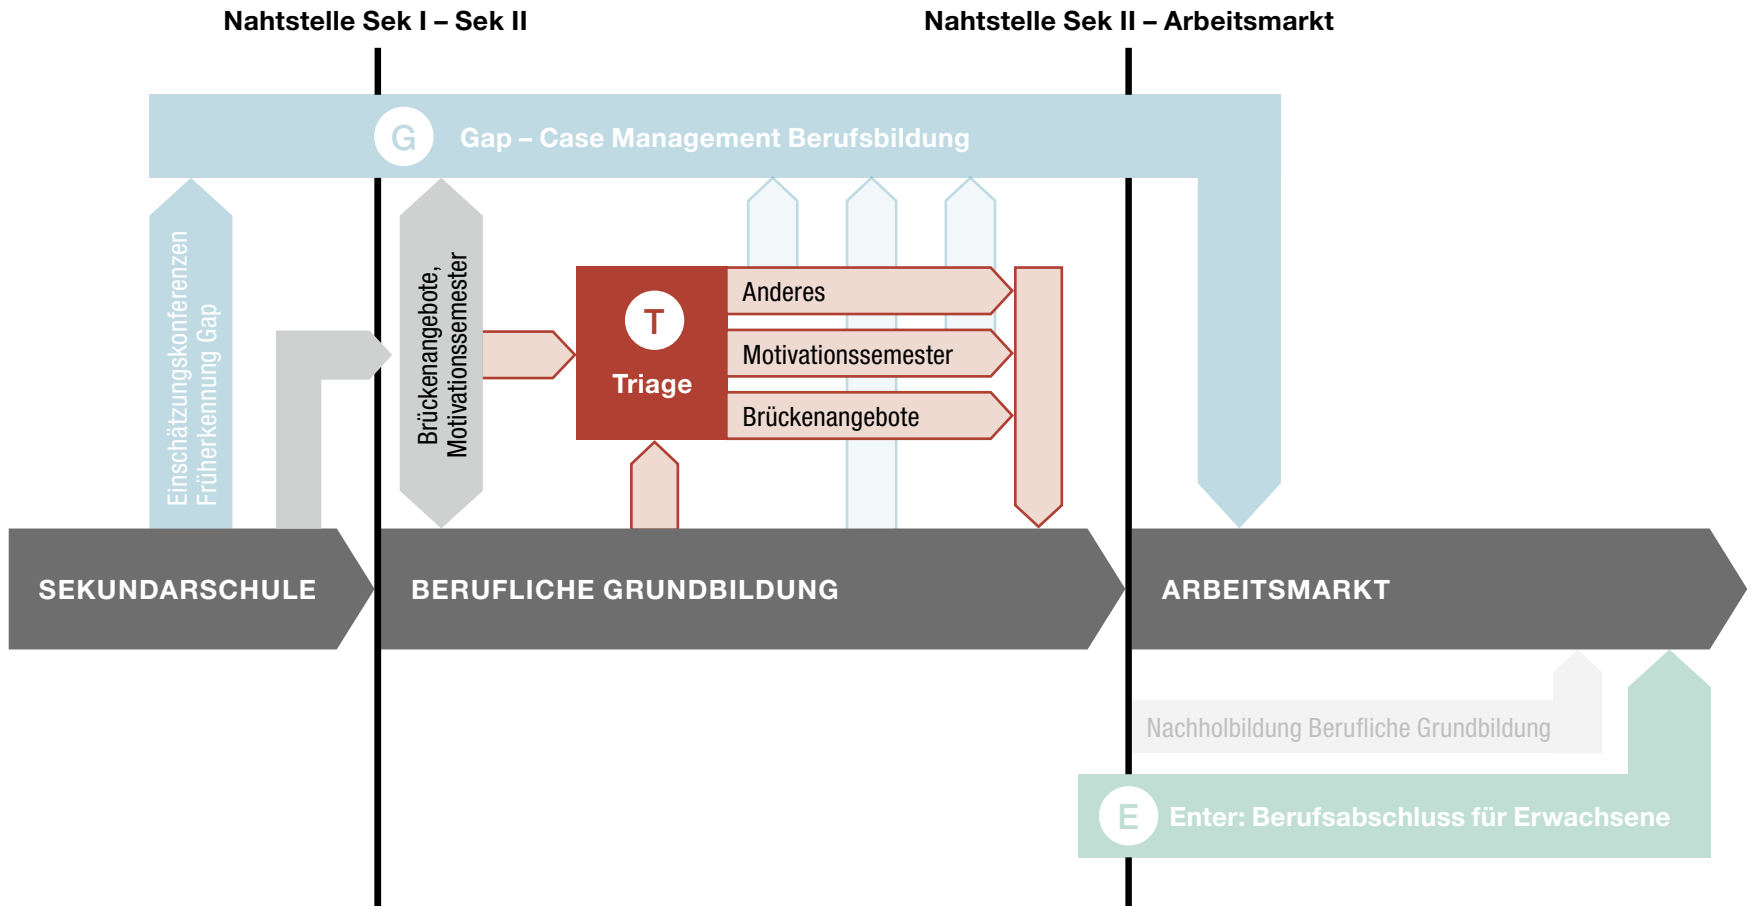 Nahtstelle Sek I – Sek II
Nahtstelle Sek II – Arbeitsmarkt
G
Gap – Case Management Berufsbildung
Einschätzungskonferenzen
Früherkennung Gap
Brückenangebote,
Motivationssemester
T
Triage
Anderes
Motivationssemester
Brückenangebote
SEKUNDARSCHULE
BERUFLICHE GRUNDBILDUNG
ARBEITSMARKT
Nachholbildung Berufliche Grundbildung
E
Enter: Berufsabschluss für Erwachsene